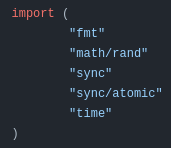 import (
"fmt"
"math/rand"
"sync"
"sync/atomic"
"time"
)